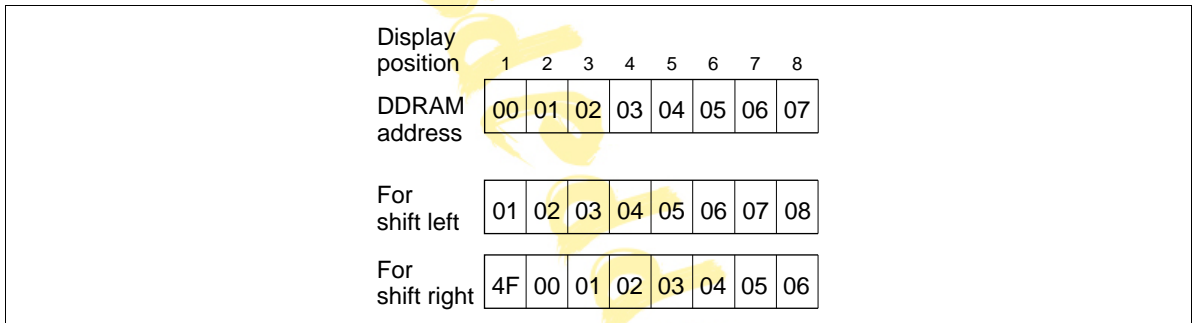 Display
position 1 2 3 4 5 6 7 8
DDRAM
address 00 01 02 03 04 05 06 07
For
shift left 01 02 03 04 05 06 07 08
For
shift right 4F 00 01 02 03 04 05 06